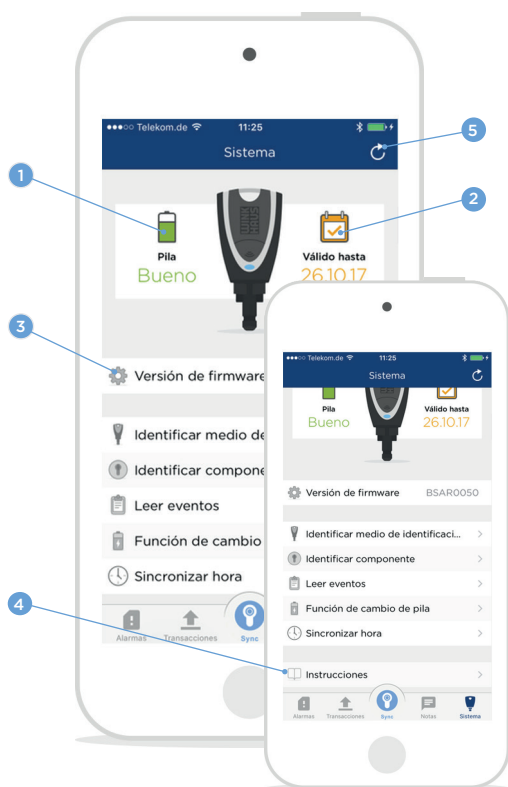 ●●●○○ Telekom.de 11:25
Sistema
5
1
2
Pila
Bueno
Válido hasta
26.10.17
3
Versión de firmware
Identificar medio de
Identificar compone
Leer eventos
Función de cambio
Sincronizar hora
4
Alarmas Transacciones Sync
●●●○○ Telekom.de 11:25
Sistema
Pila
Bueno
Válido hasta
26.10.17
Versión de firmware BSAR0050
Identificar medio de identificaci...
Identificar componente
Leer eventos
Función de cambio de pila
Sincronizar hora
Instrucciones
Alarmas Transacciones Sync Notas Sistema